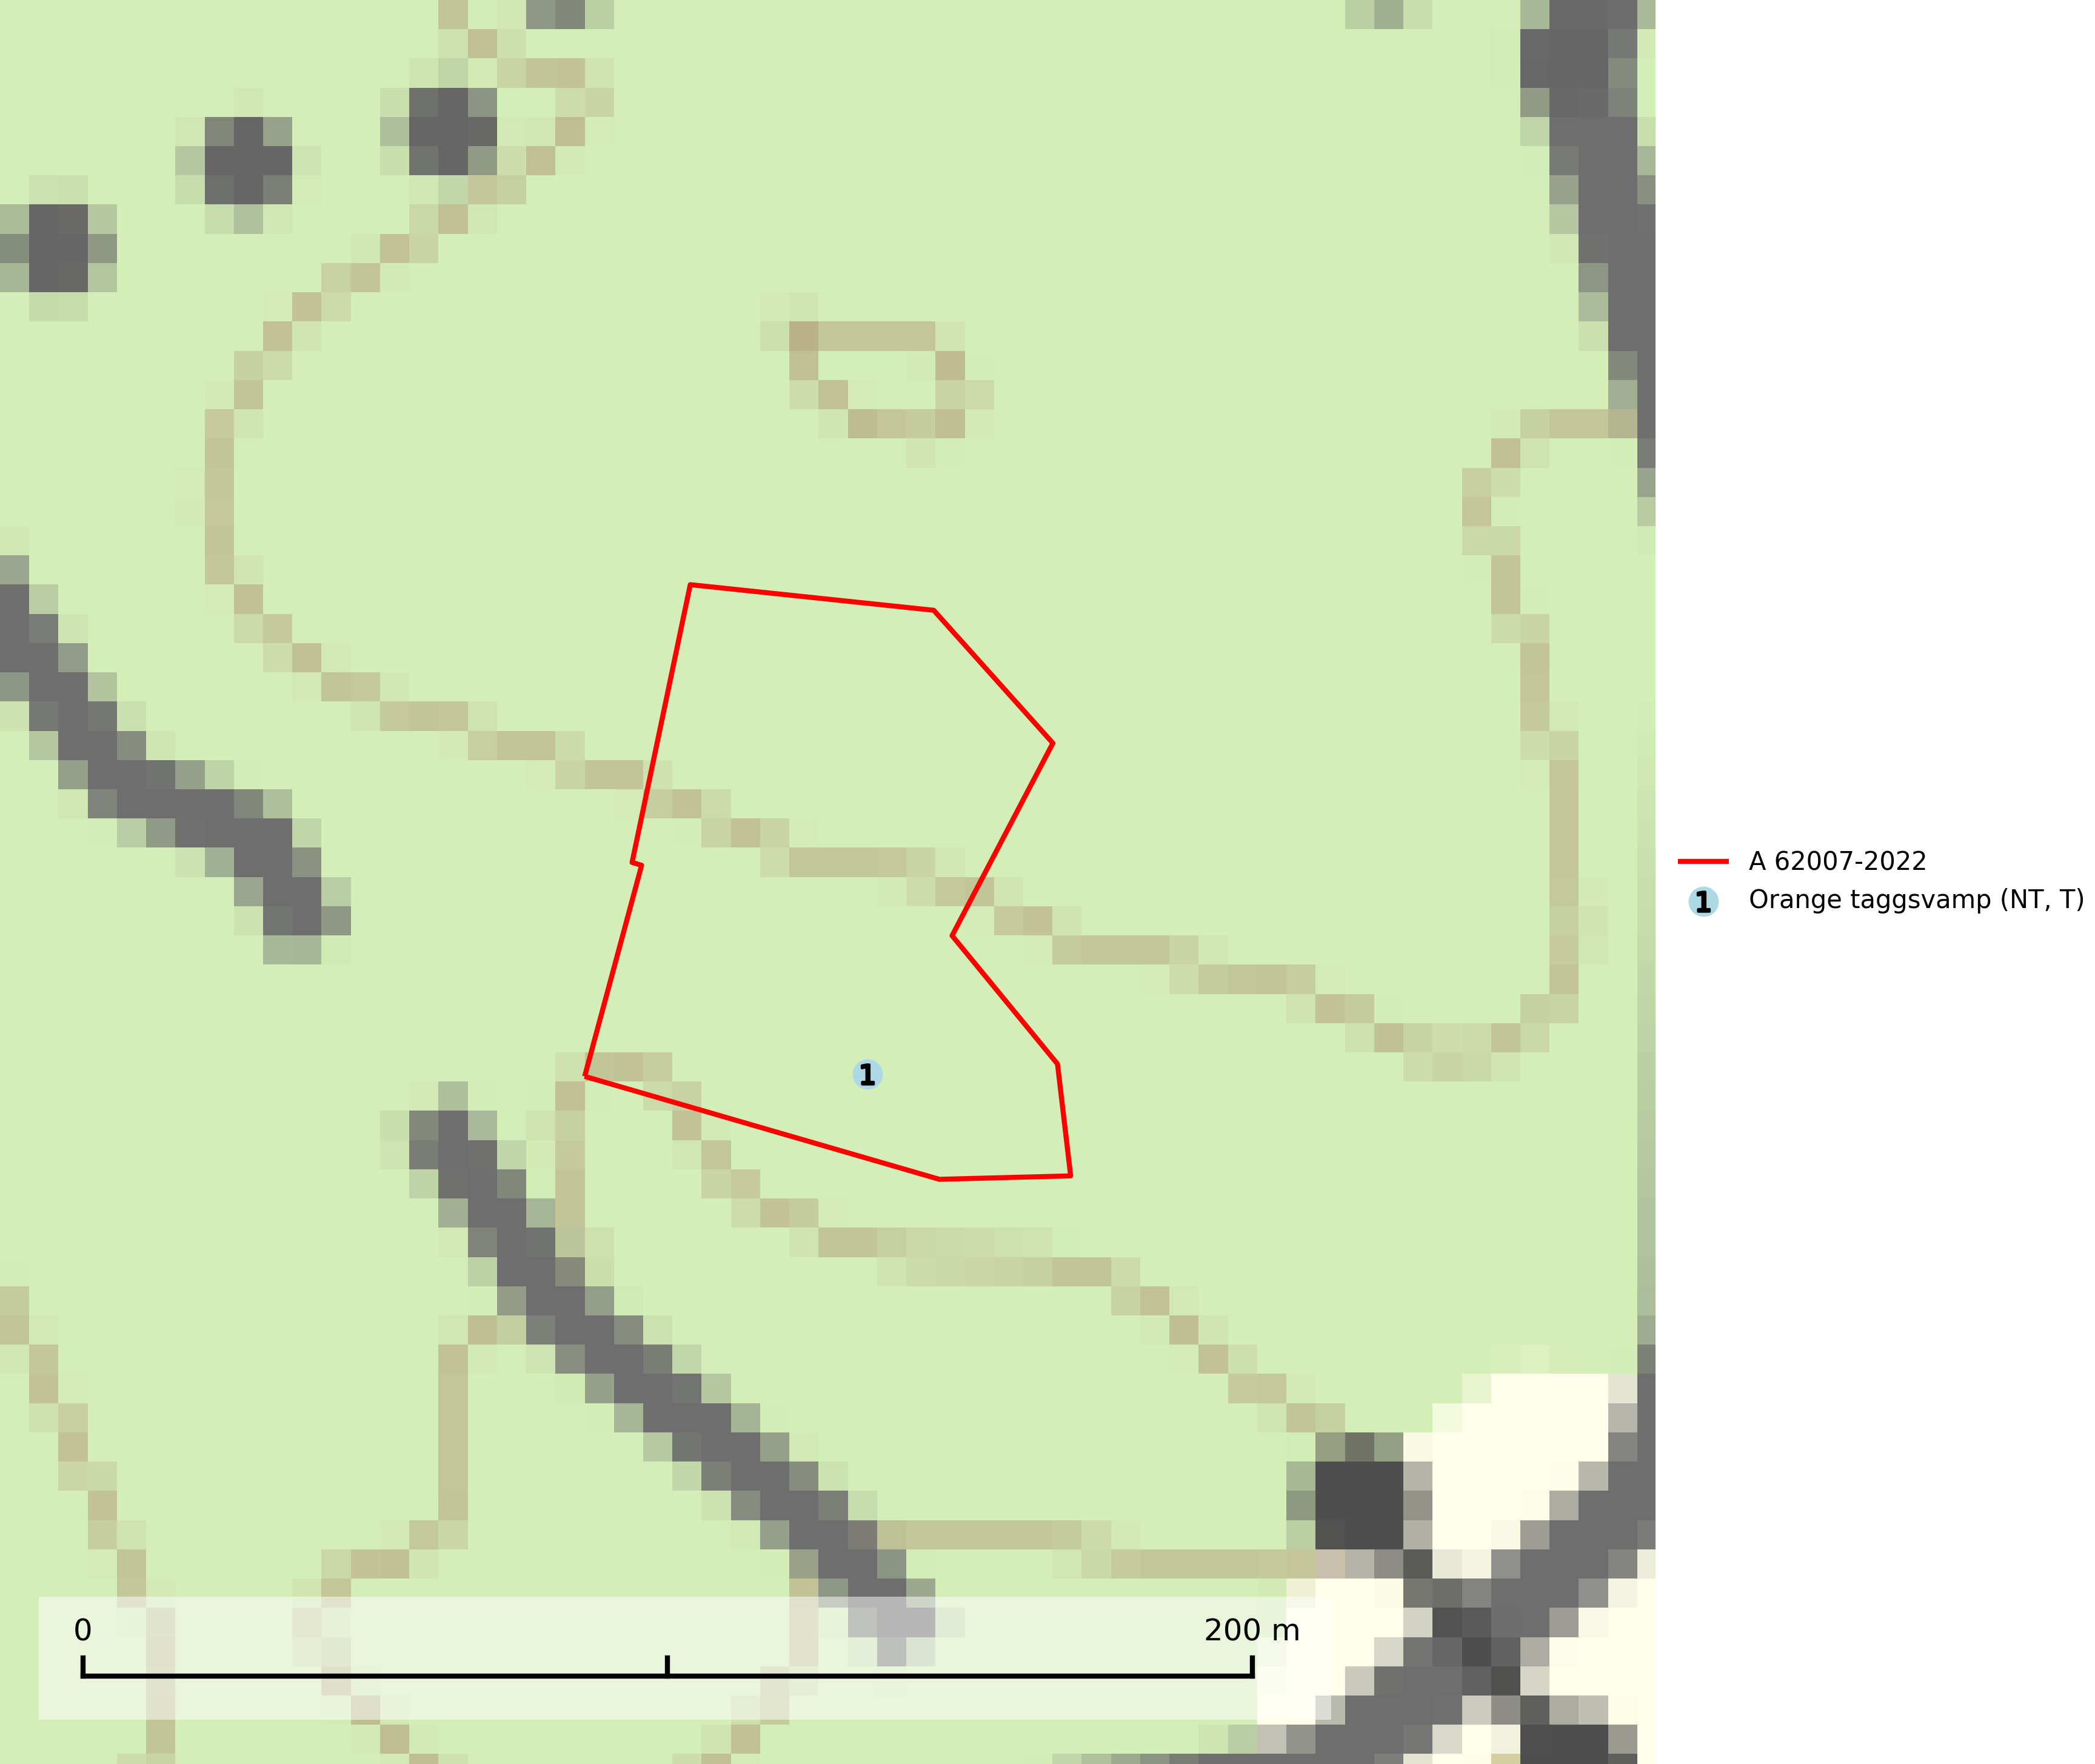 A 62007-2022
1 Orange taggsvamp (NT, T)
1
0 200 m